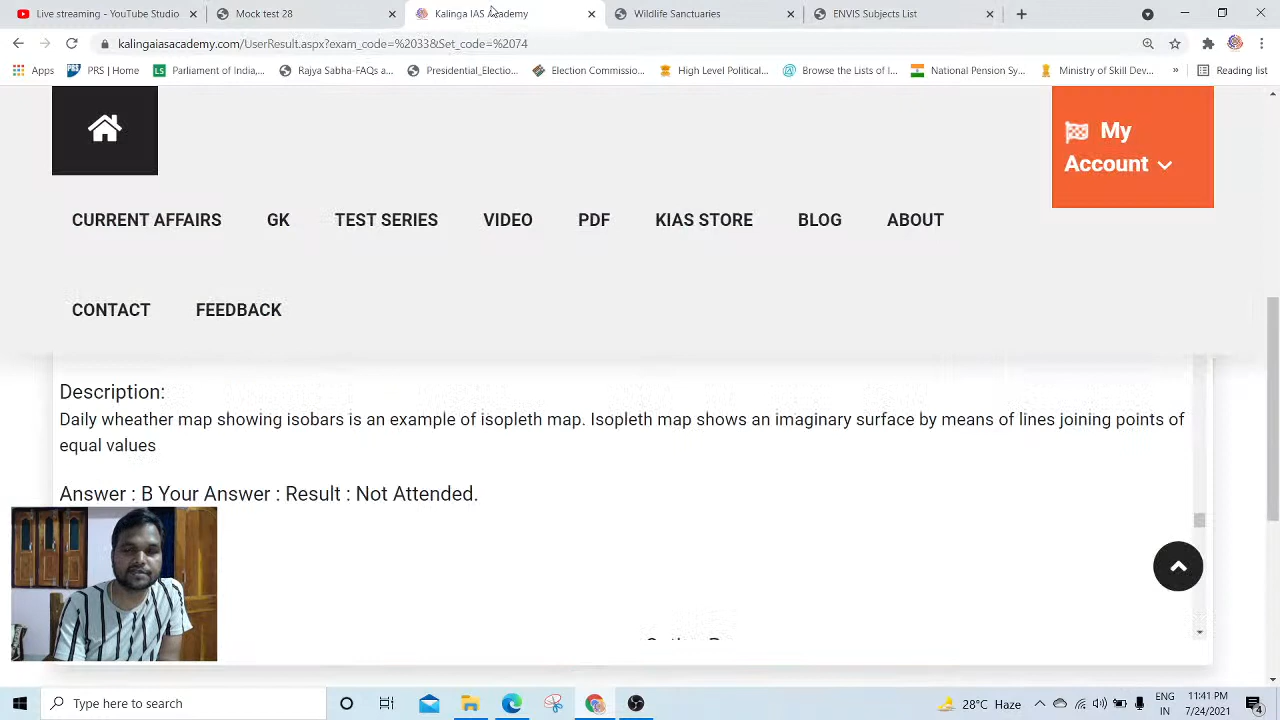 YouTube Live streaming - YouTube Studio
Mock test 28
Kalinga IAS Academy
Wildlife Sanctuaries
ENVIS Subjects List
kalingaiasacademy.com/UserResult.aspx?exam_code=%20338&Set_code=%2074
Apps
PRS | Home
Parliament of India,...
Rajya Sabha-FAQs a...
Presidential_Electio...
Election Commissio...
High Level Political...
Browse the Lists of I...
National Pension Sy...
Ministry of Skill Dev...
»
Reading list
My
Account
CURRENT AFFAIRS
GK
TEST SERIES
VIDEO
PDF
KIAS STORE
BLOG
ABOUT
CONTACT
FEEDBACK
Description:
Daily wheather map showing isobars is an example of isopleth map. Isopleth map shows an imaginary surface by means of lines joining points of
equal values
Answer : B Your Answer : Result : Not Attended.
Type here to search
28°C Haze
ENG
IN
11:41 PM
7/24/2021
4